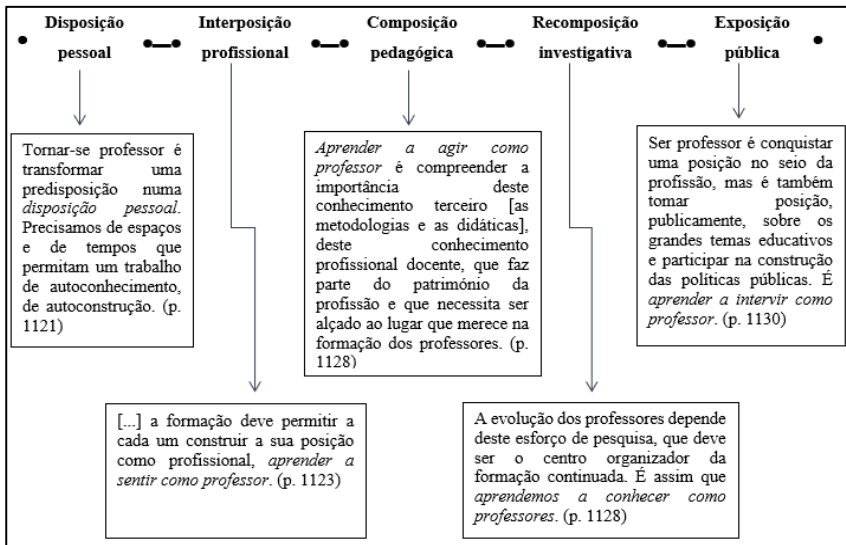 Disposição
pessoal
Interposição
profissional
Composição
pedagógica
Recomposição
investigativa
Exposição
pública
Tornar-se professor é
transformar uma
predisposição numa
disposição pessoal.
Precisamos de espaços
e de tempos que
permitam um trabalho
de autoconhecimento,
de autoconstrução. (p.
1121)
Aprender a agir como
professor é compreender a
importância deste
conhecimento terceiro [as
metodologias e as didáticas],
deste conhecimento
profissional docente, que faz
parte do património da
profissão e que necessita ser
alçado ao lugar que merece na
formação dos professores. (p.
1128)
Ser professor é conquistar
uma posição no seio da
profissão, mas é também
tomar posição,
publicamente, sobre os
grandes temas educativos
e participar na construção
das políticas públicas. É
aprender a intervir como
professor. (p. 1130)
[...] a formação deve permitir a
cada um construir a sua posição
como profissional, aprender a
sentir como professor. (p. 1123)
A evolução dos professores depende
deste esforço de pesquisa, que deve
ser o centro organizador da
formação continuada. É assim que
aprendemos a conhecer como
professores. (p. 1128)